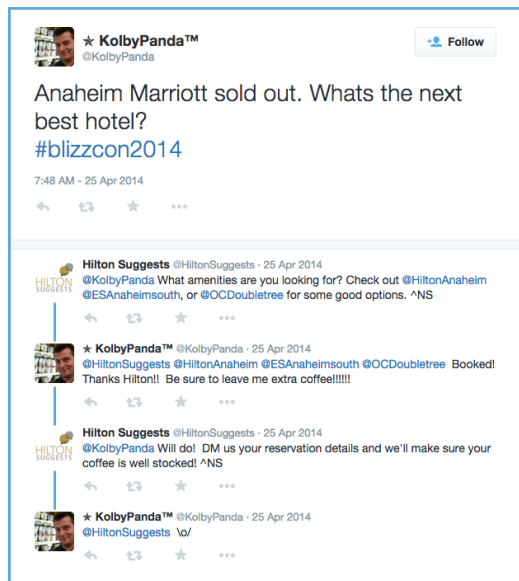 ★ KolbyPanda™
@KolbyPanda
Follow
Anaheim Marriott sold out. Whats the next
best hotel?
#blizzcon2014
7:48 AM - 25 Apr 2014
Hilton Suggests @HiltonSuggests · 25 Apr 2014
@KolbyPanda What amenities are you looking for? Check out @HiltonAnaheim
@ESAnaheimsouth, or @OCDoubletree for some good options. ^NS
HILTON
SUGGESTS
★ KolbyPanda™ @KolbyPanda · 25 Apr 2014
@HiltonSuggests @HiltonAnaheim @ESAnaheimsouth @OCDoubletree Booked!
Thanks Hilton!! Be sure to leave me extra coffee!!!!!!
Hilton Suggests @HiltonSuggests · 25 Apr 2014
@KolbyPanda Will do! DM us your reservation details and we'll make sure your
coffee is well stocked! ^NS
HILTON
SUGGESTS
★ KolbyPanda™ @KolbyPanda · 25 Apr 2014
@HiltonSuggests \o/